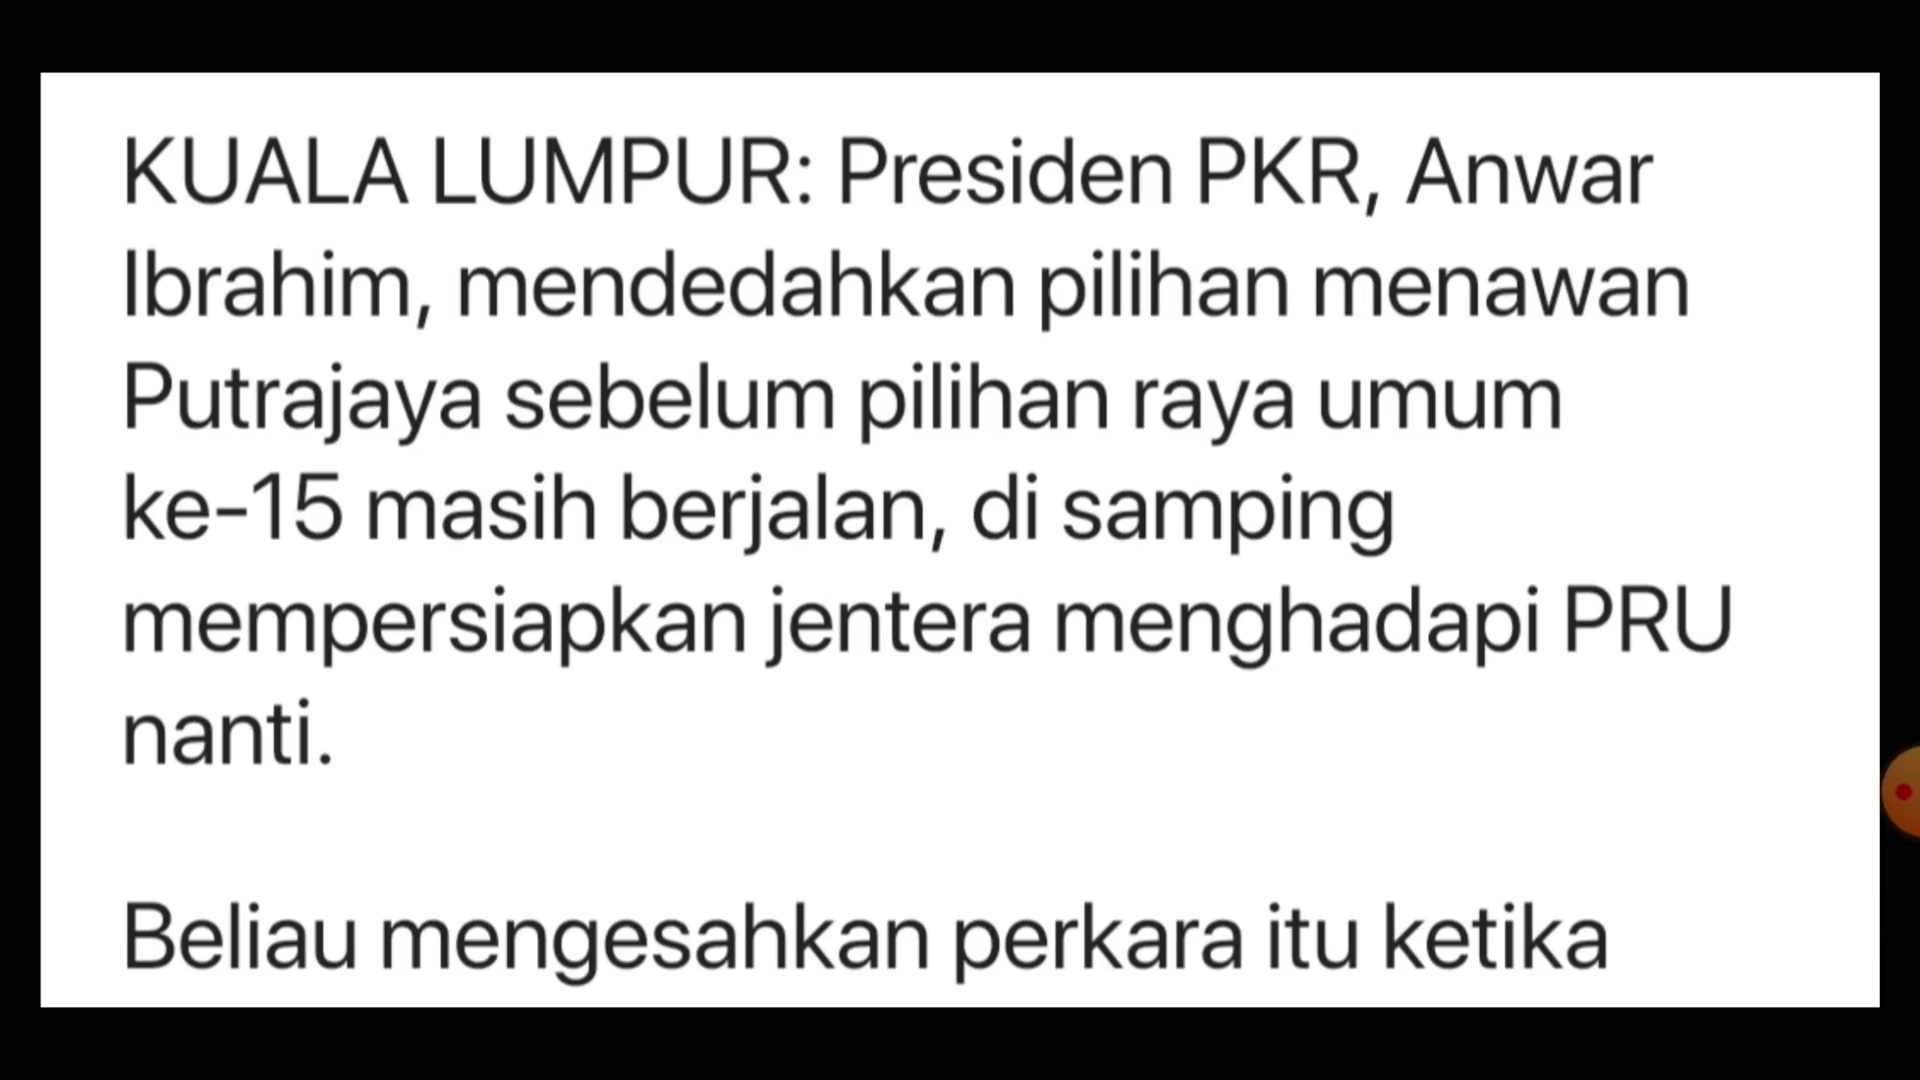 KUALA LUMPUR: Presiden PKR, Anwar
Ibrahim, mendedahkan pilihan menawan
Putrajaya sebelum pilihan raya umum
ke-15 masih berjalan, di samping
mempersiapkan jentera menghadapi PRU
nanti.
Beliau mengesahkan perkara itu ketika